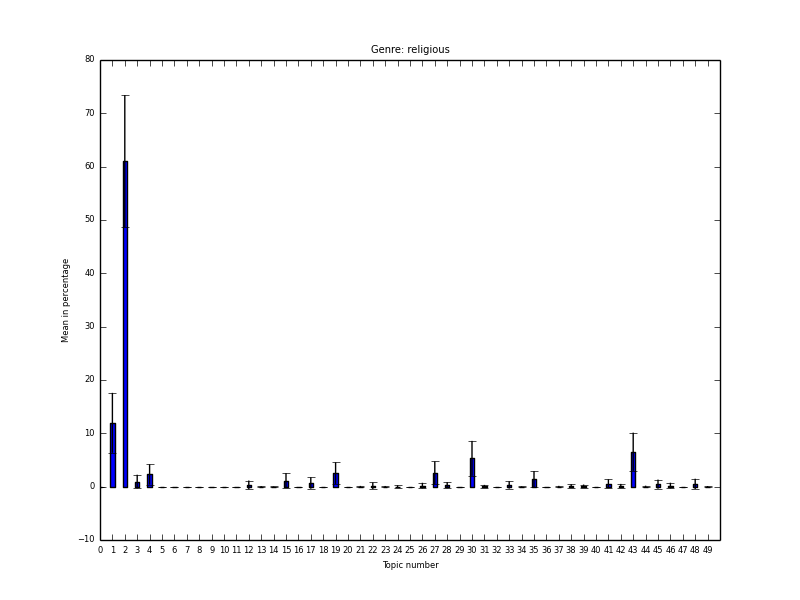 Genre: religious
80
70
60
50
40
30
20
10
0
−10
Mean in percentage
0 1 2 3 4 5 6 7 8 9 10 11 12 13 14 15 16 17 18 19 20 21 22 23 24 25 26 27 28 29 30 31 32 33 34 35 36 37 38 39 40 41 42 43 44 45 46 47 48 49
Topic number